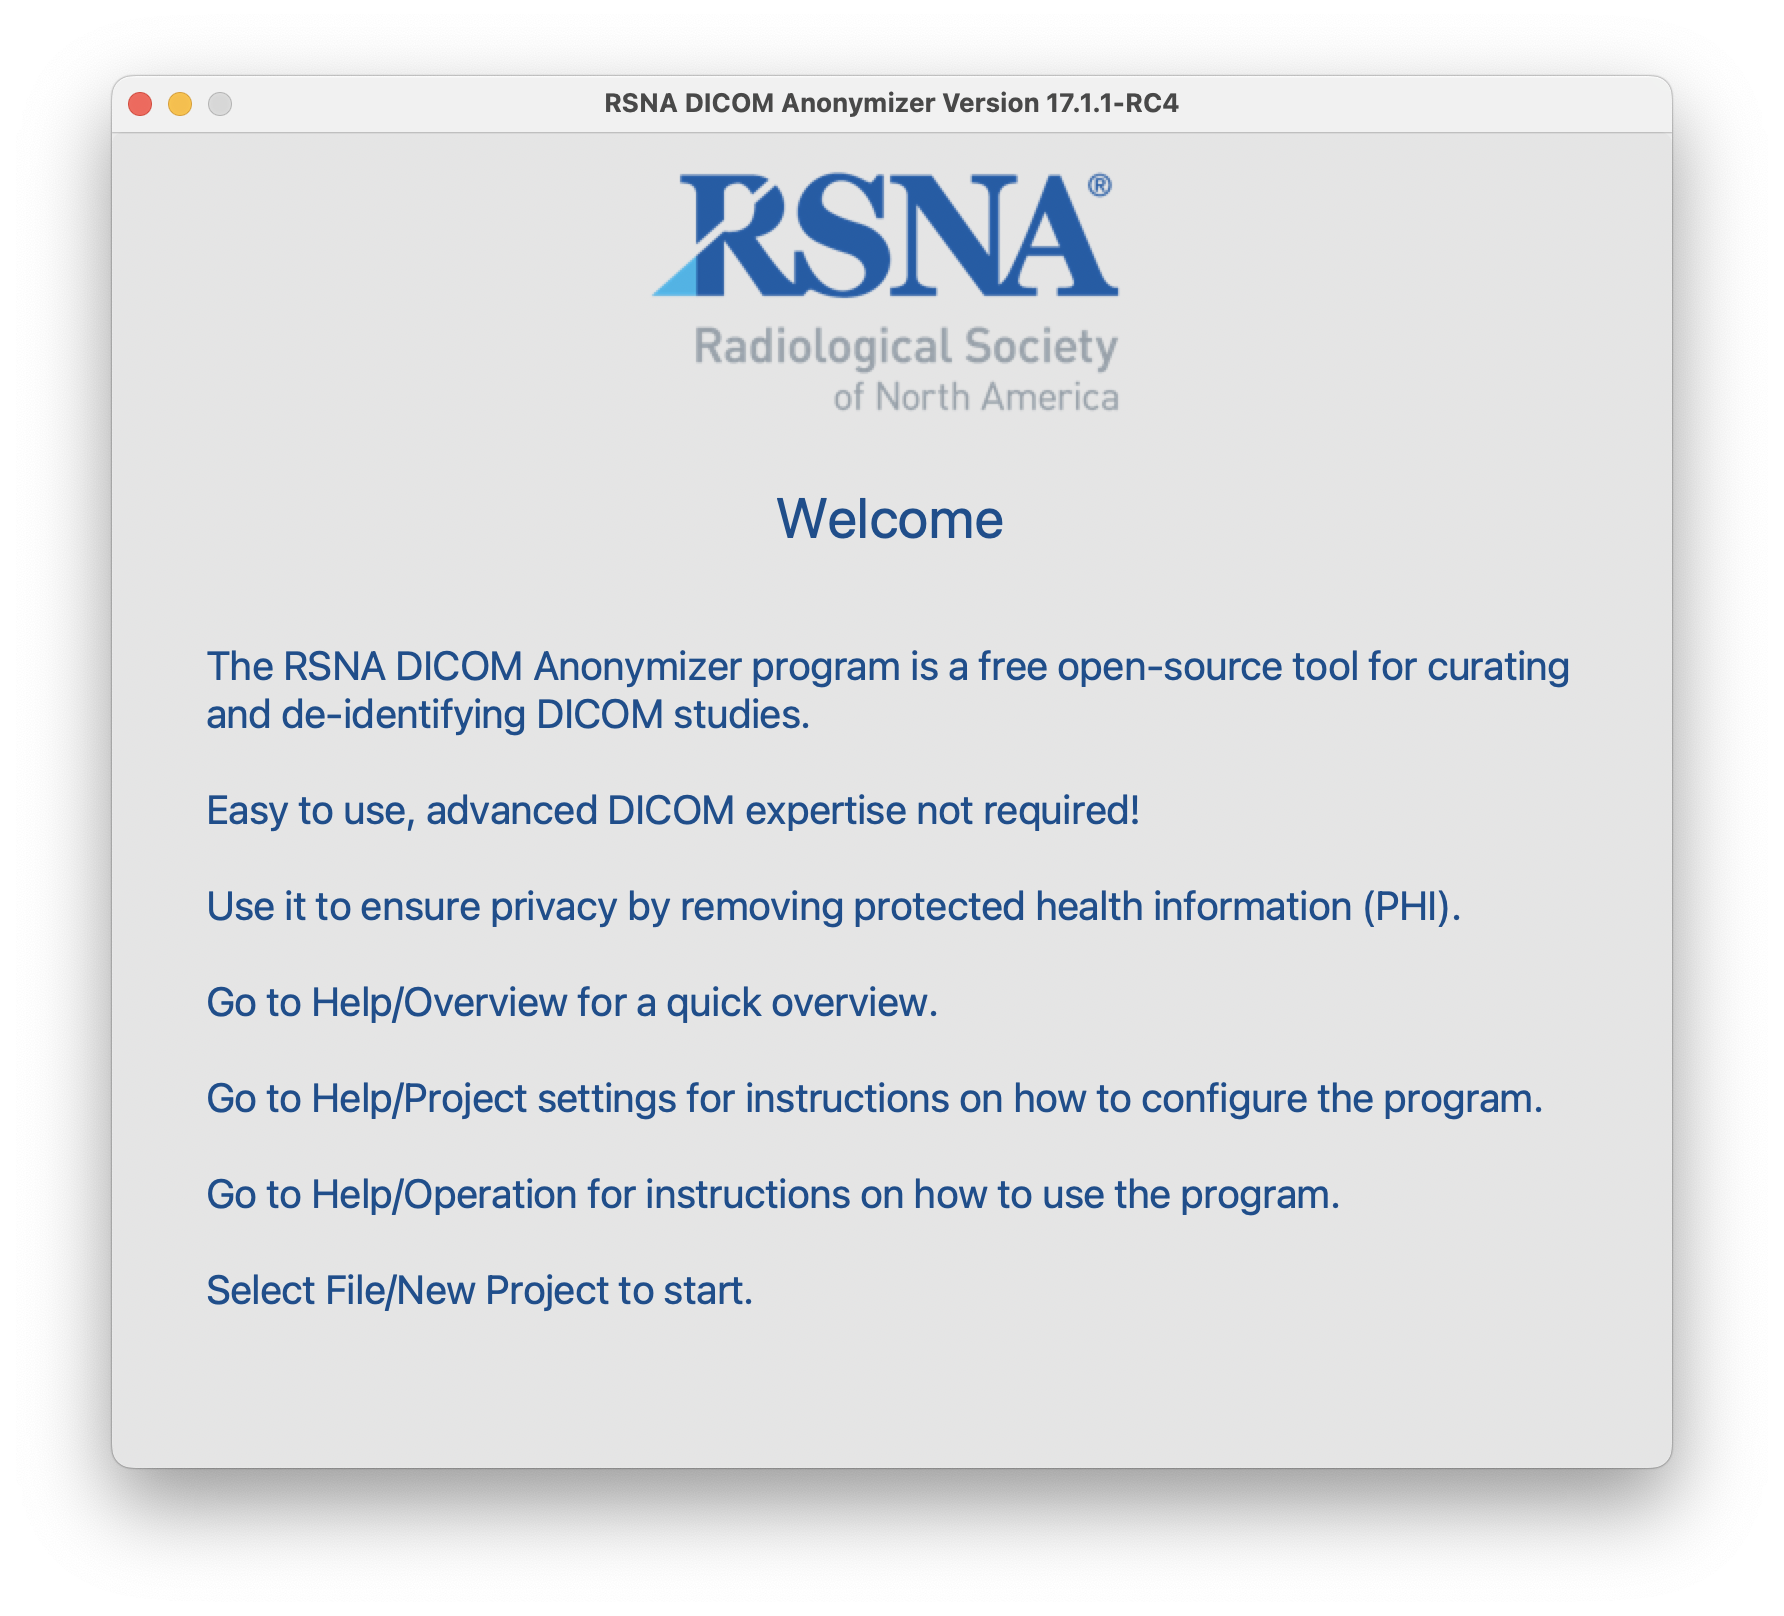 RSNA DICOM Anonymizer Version 17.1.1-RC4
RSNA®
Radiological Society
of North America
Welcome
The RSNA DICOM Anonymizer program is a free open-source tool for curating
and de-identifying DICOM studies.
Easy to use, advanced DICOM expertise not required!
Use it to ensure privacy by removing protected health information (PHI).
Go to Help/Overview for a quick overview.
Go to Help/Project settings for instructions on how to configure the program.
Go to Help/Operation for instructions on how to use the program.
Select File/New Project to start.